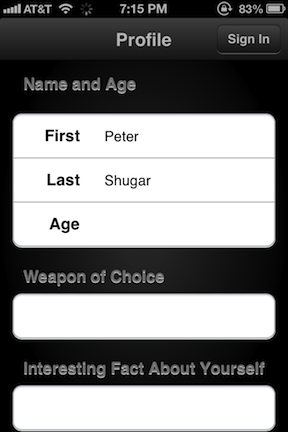 AT&T 7:15 PM 83%
Profile Sign In
Name and Age
First Peter
Last Shugar
Age
Weapon of Choice
Interesting Fact About Yourself